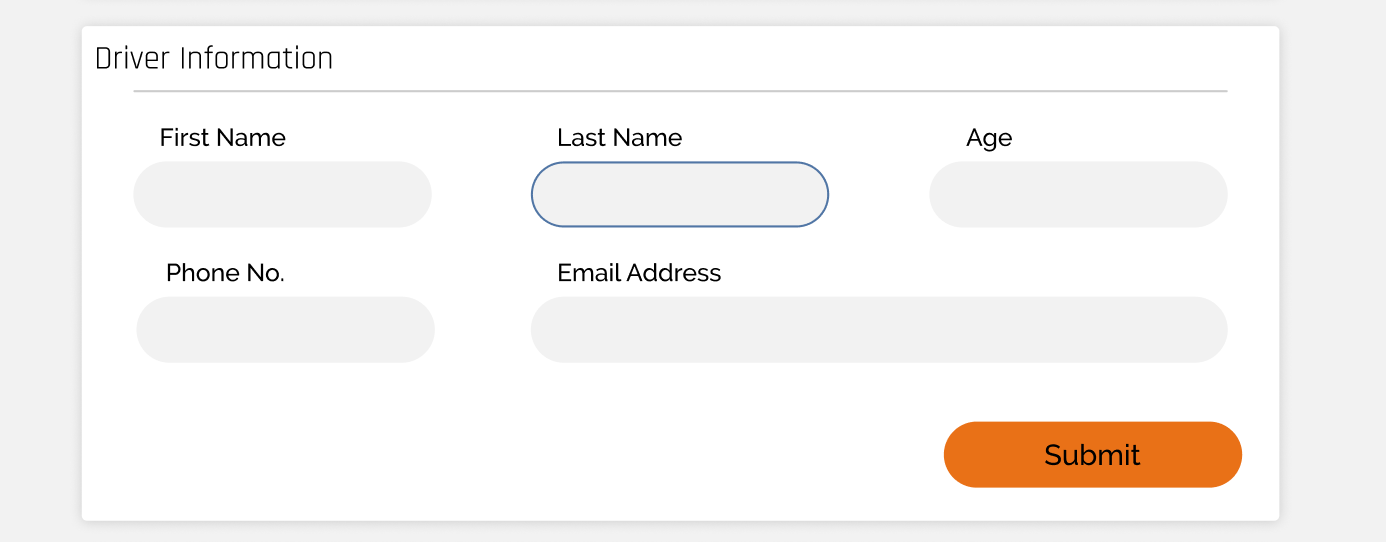 Driver Information
First Name
Last Name
Age
Phone No.
Email Address
Submit